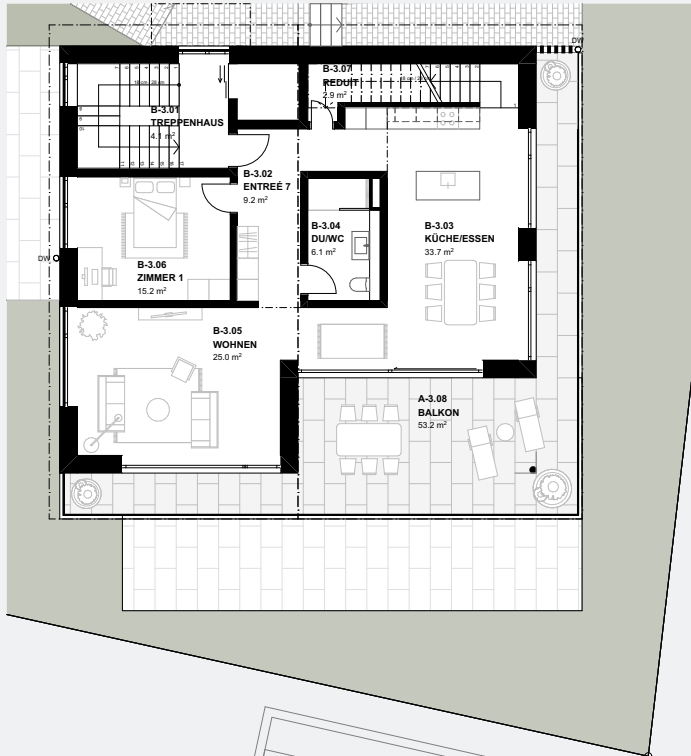 DW
B-3.07
REDUIT
2.9 m²
B-3.01
TREPPENHAUS
4.1 m²
B-3.02
ENTREÉ 7
9.2 m²
B-3.04
DU/WC
6.1 m²
B-3.03
KÜCHE/ESSEN
33.7 m²
DW
B-3.06
ZIMMER 1
15.2 m²
B-3.05
WOHNEN
25.0 m²
A-3.08
BALKON
53.2 m²